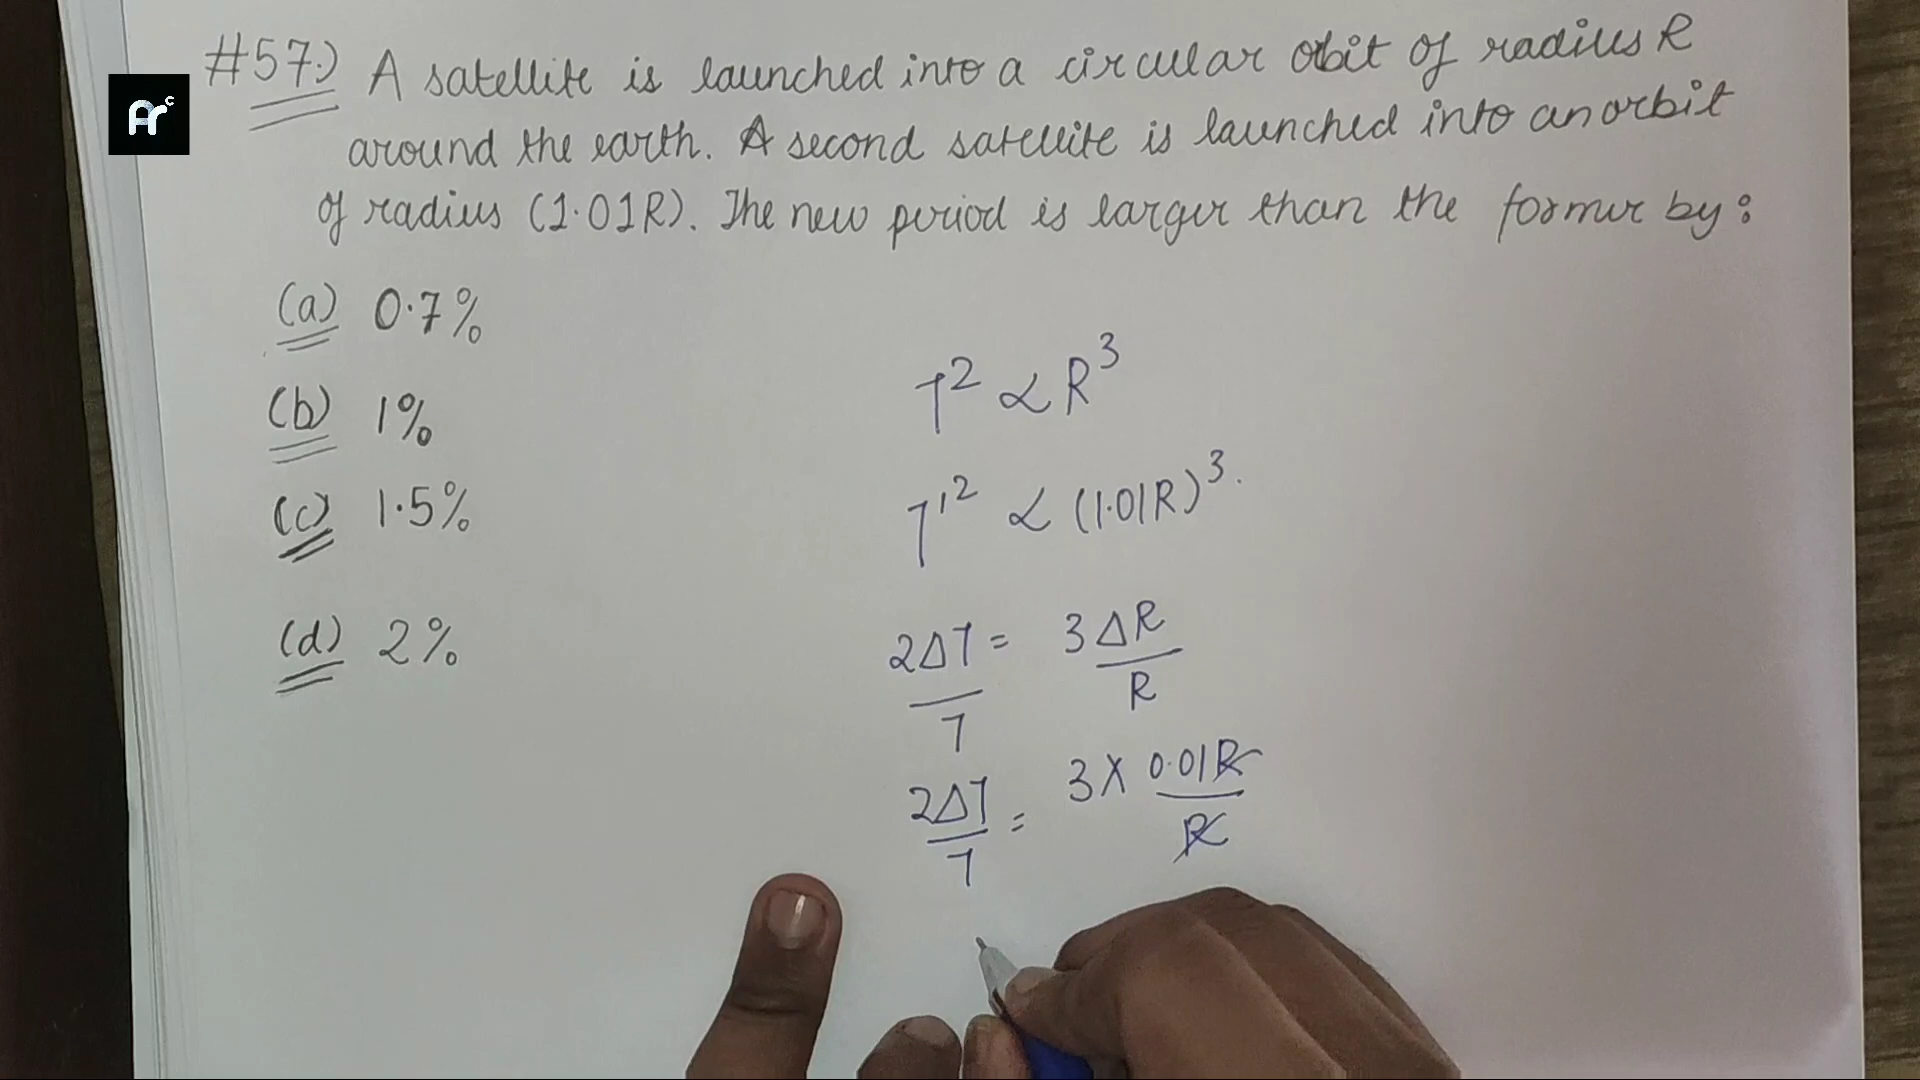 #57.) A satellite is launched into a circular orbit of radius R
around the earth. A second satellite is launched into an orbit
of radius (1.01R). The new period is larger than the former by:
(a) 0.7%
(b) 1%
(c) 1.5%
(d) 2%
Ar c
T² ∝ R³
T'² ∝ (1.01R)³.
2ΔT/T = 3ΔR/R
2ΔT/T = 3 × 0.01R/R